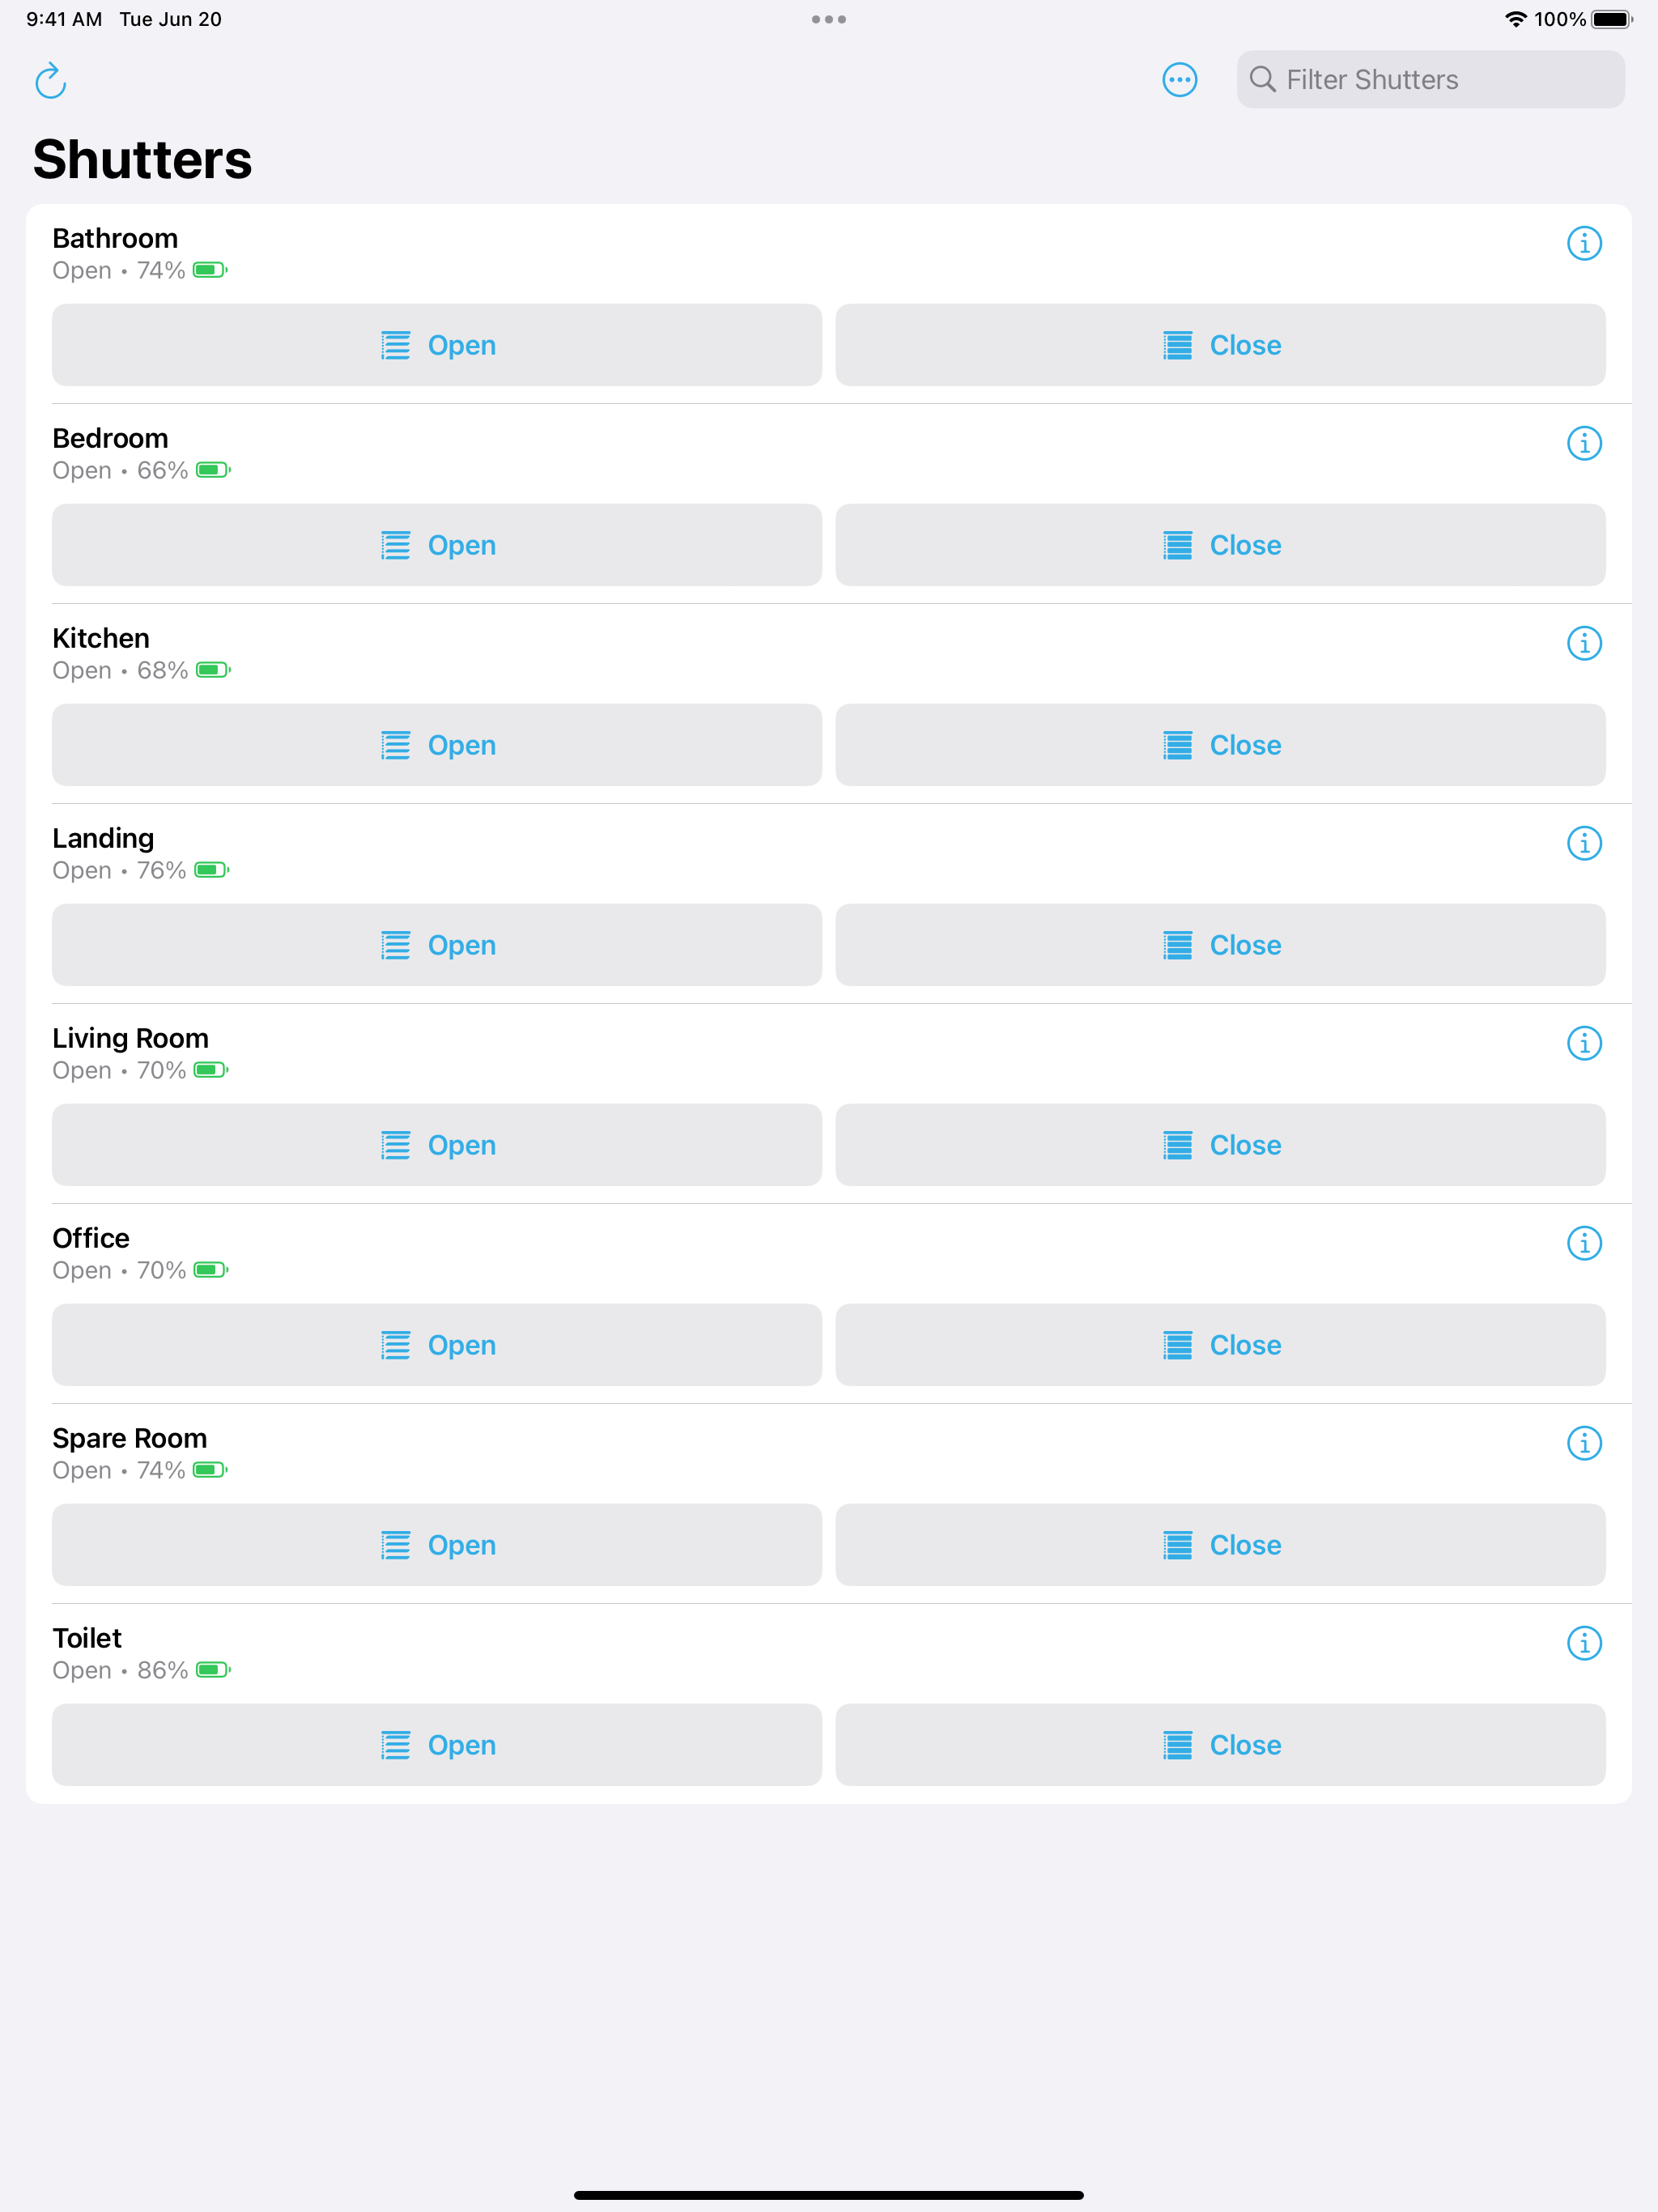 9:41 AM Tue Jun 20 100%
Filter Shutters
Shutters
Bathroom
Open • 74%
Open Close
Bedroom
Open • 66%
Open Close
Kitchen
Open • 68%
Open Close
Landing
Open • 76%
Open Close
Living Room
Open • 70%
Open Close
Office
Open • 70%
Open Close
Spare Room
Open • 74%
Open Close
Toilet
Open • 86%
Open Close